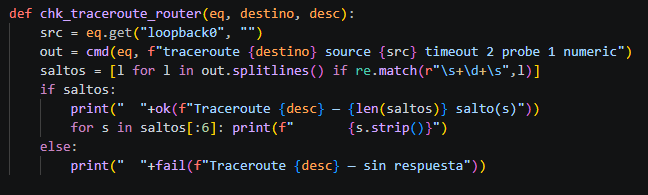 def chk_traceroute_router(eq, destino, desc):
    src = eq.get("loopback0", "")
    out = cmd(eq, f"traceroute {destino} source {src} timeout 2 probe 1 numeric")
    saltos = [l for l in out.splitlines() if re.match(r"\s+\d+\s",l)]
    if saltos:
        print("  "+ok(f"Traceroute {desc} — {len(saltos)} salto(s)"))
        for s in saltos[:6]: print(f"       {s.strip()}")
    else:
        print("  "+fail(f"Traceroute {desc} — sin respuesta"))